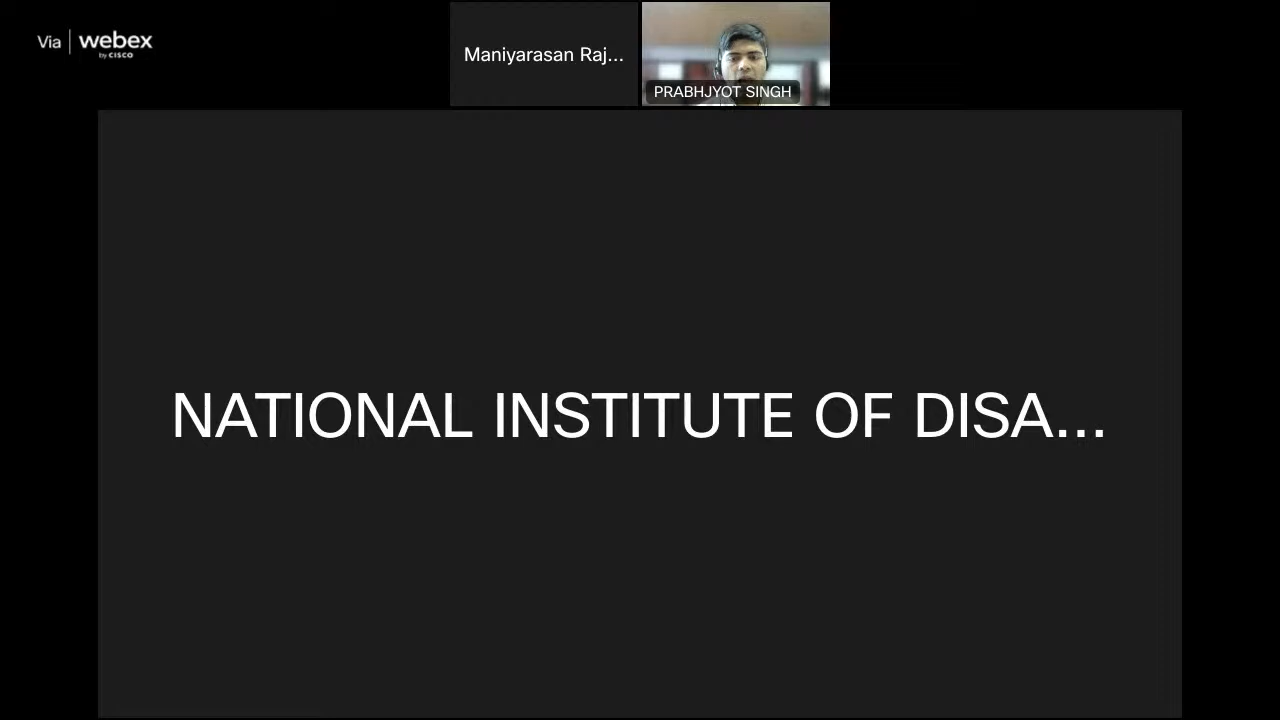 Via webex
by CISCO
Maniyarasan Raj...
PRABHJYOT SINGH
NATIONAL INSTITUTE OF DISA...